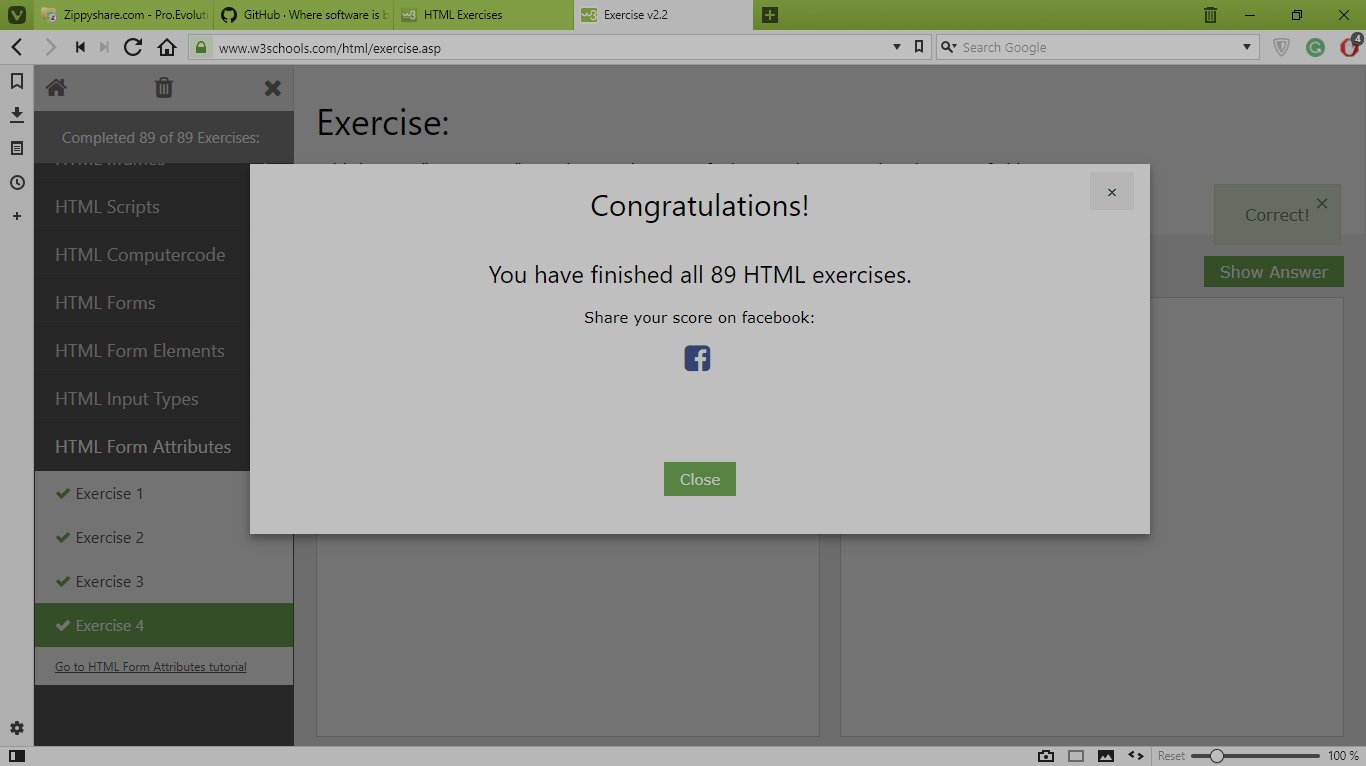 Zippyshare.com - Pro.Evoluti
GitHub · Where software is b
HTML Exercises
Exercise v2.2
www.w3schools.com/html/exercise.asp
Search Google
4
Completed 89 of 89 Exercises:
HTML Iframes
HTML Scripts
HTML Computercode
HTML Forms
HTML Form Elements
HTML Input Types
HTML Form Attributes
Exercise 1
Exercise 2
Exercise 3
Exercise 4
Go to HTML Form Attributes tutorial
Exercise:
Correct!
×
Show Answer
×
Congratulations!
You have finished all 89 HTML exercises.
Share your score on facebook:
Close
Reset
100 %